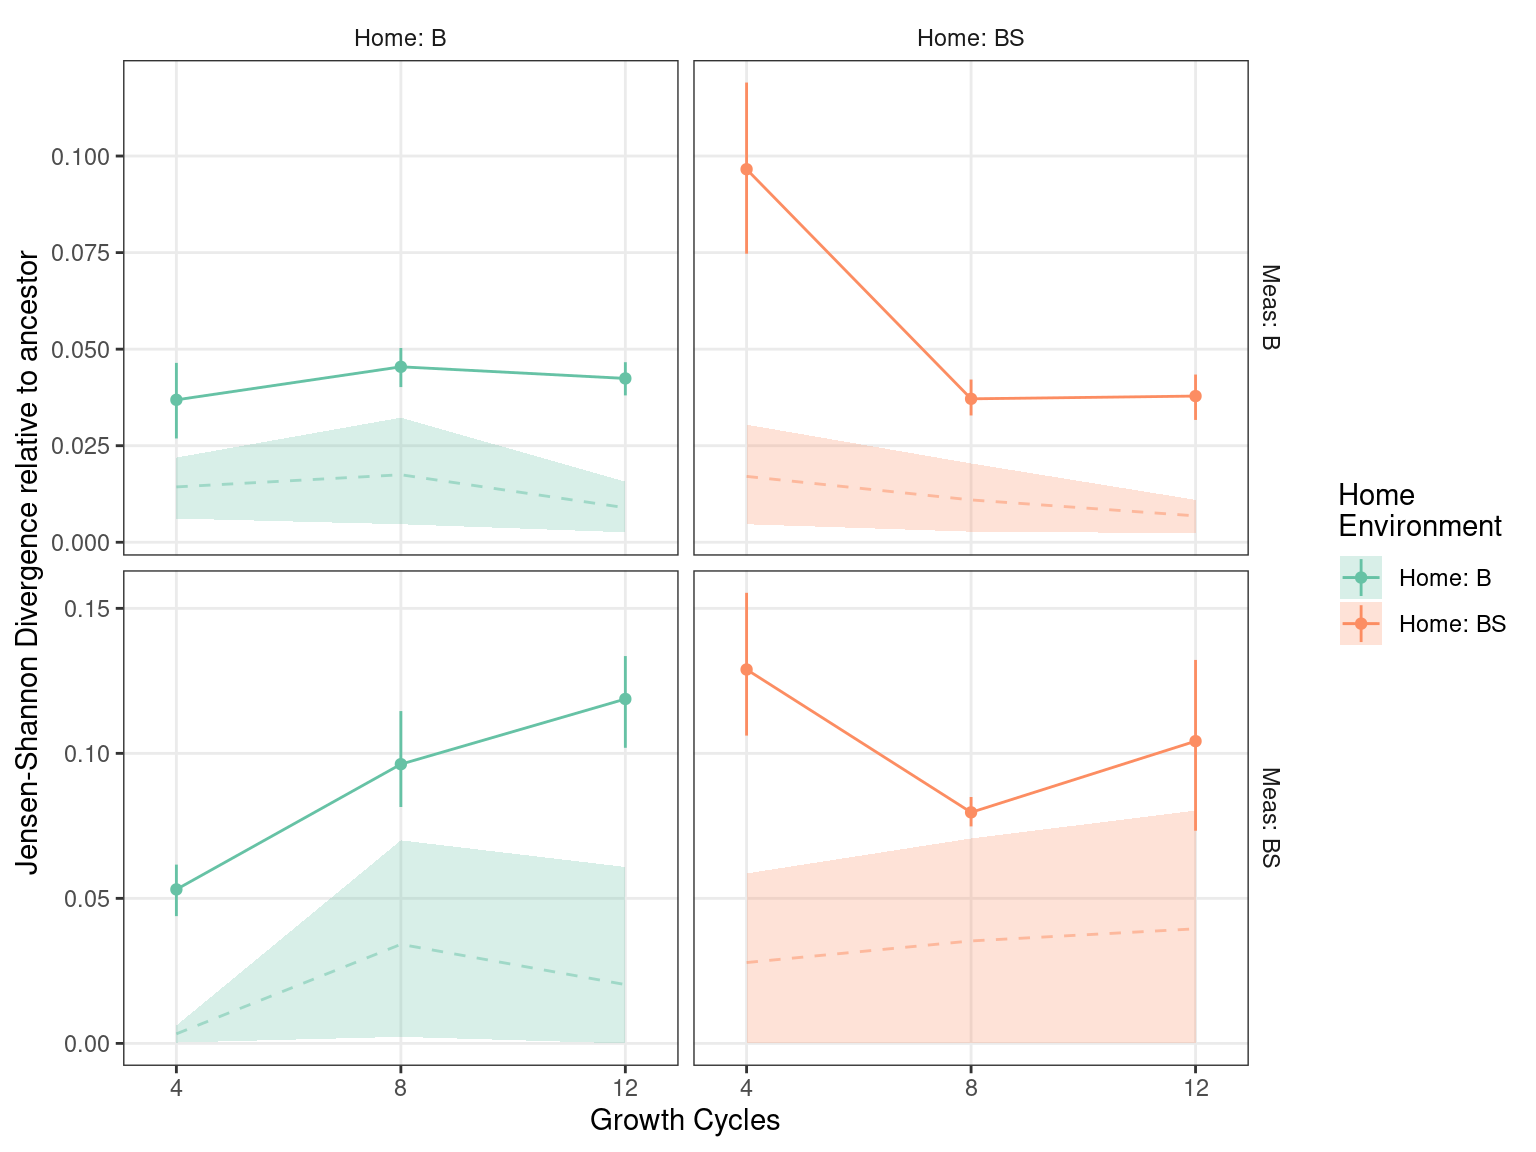 Home: B
Home: BS
Jensen-Shannon Divergence relative to ancestor
0.100
0.075
0.050
0.025
0.000
Meas: B
0.15
0.10
0.05
0.00
Meas: BS
4
8
12
4
8
12
Growth Cycles
Home
Environment
Home: B
Home: BS